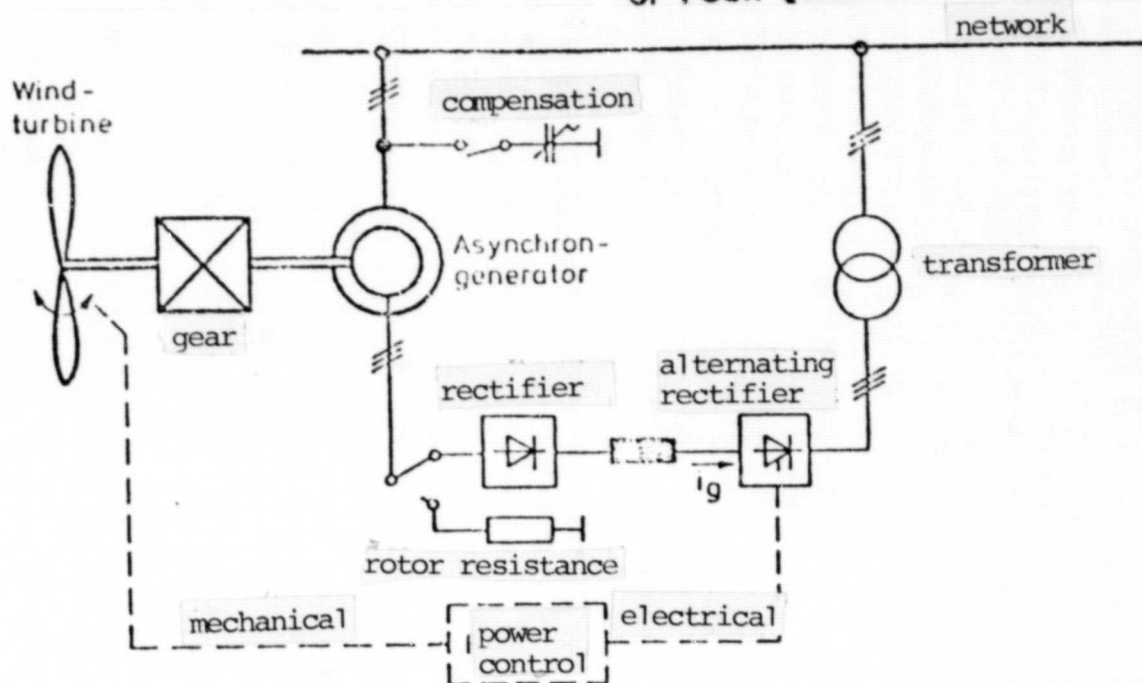 network
Wind-
turbine
compensation
Asynchron-
generator
transformer
gear
rectifier
alternating
rectifier
ig
rotor resistance
mechanical
electrical
power
control